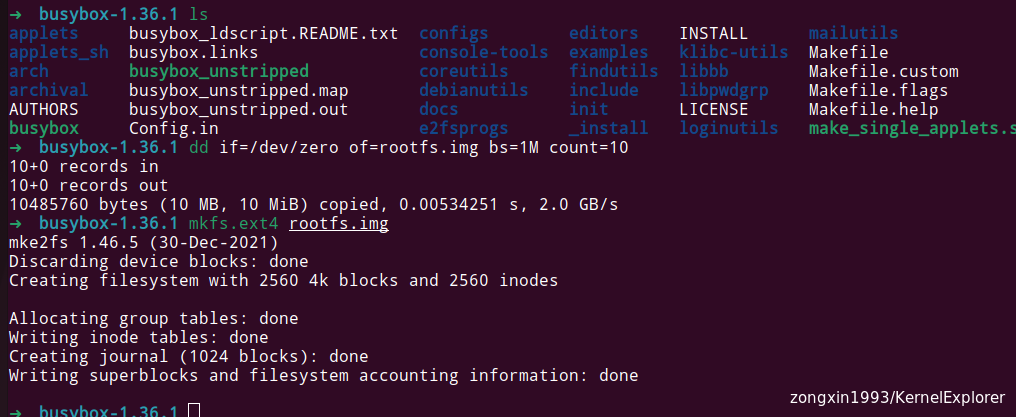 ➜ busybox-1.36.1 ls
applets busybox_ldscript.README.txt configs editors INSTALL mailutils
applets_sh busybox.links console-tools examples klibc-utils Makefile
arch busybox_unstripped coreutils findutils libbb Makefile.custom
archival busybox_unstripped.map debianutils include libpwdgrp Makefile.flags
AUTHORS busybox_unstripped.out docs init LICENSE Makefile.help
busybox Config.in e2fsprogs _install loginutils make_single_applets.s
➜ busybox-1.36.1 dd if=/dev/zero of=rootfs.img bs=1M count=10
10+0 records in
10+0 records out
10485760 bytes (10 MB, 10 MiB) copied, 0.00534251 s, 2.0 GB/s
➜ busybox-1.36.1 mkfs.ext4 rootfs.img
mke2fs 1.46.5 (30-Dec-2021)
Discarding device blocks: done
Creating filesystem with 2560 4k blocks and 2560 inodes
Allocating group tables: done
Writing inode tables: done
Creating journal (1024 blocks): done
Writing superblocks and filesystem accounting information: done
zongxin1993/KernelExplorer
➜ busybox-1.36.1